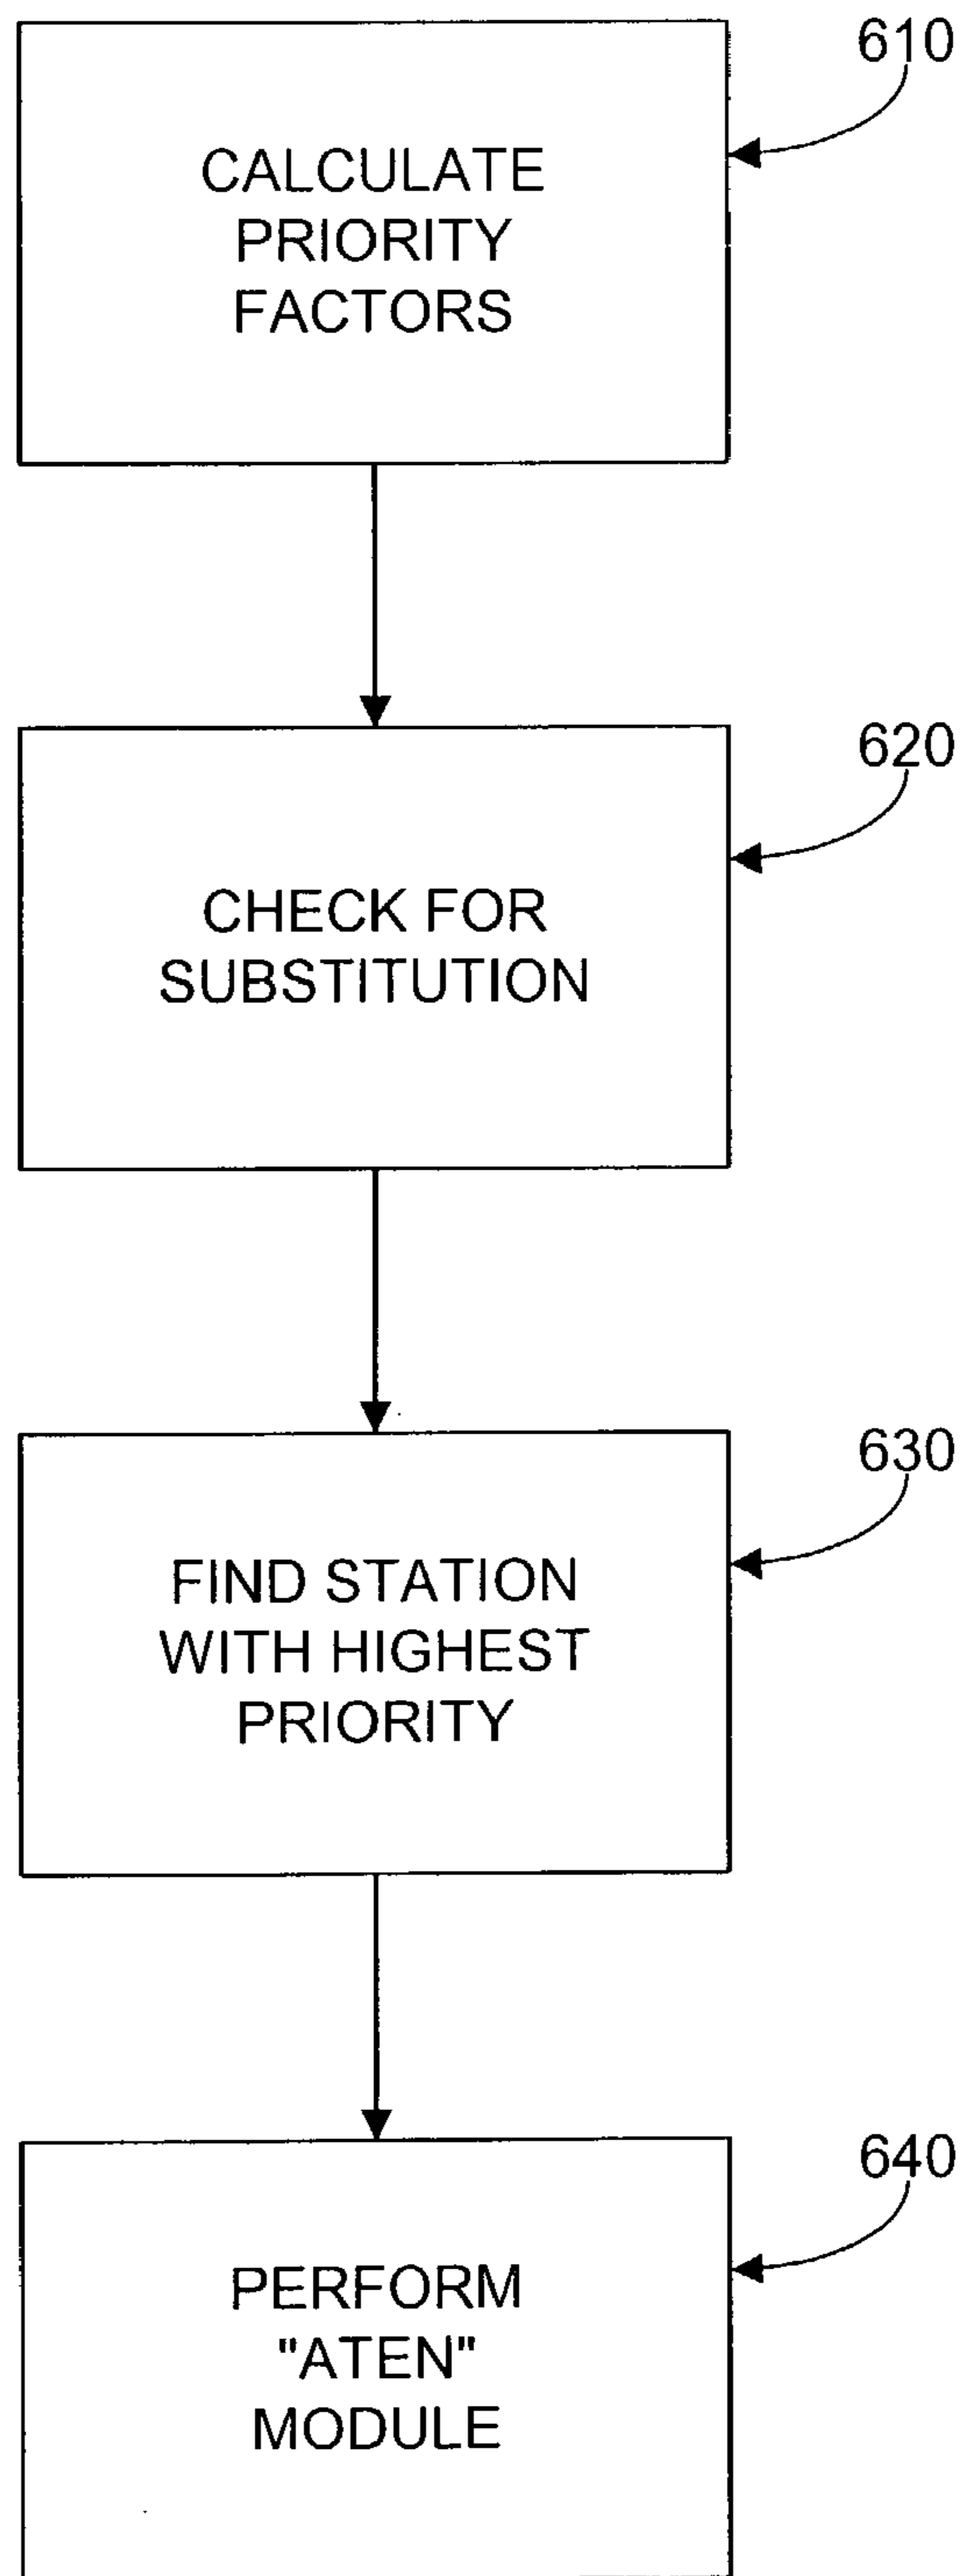 610
CALCULATE
PRIORITY
FACTORS
620
CHECK FOR
SUBSTITUTION
630
FIND STATION
WITH HIGHEST
PRIORITY
640
PERFORM
"ATEN"
MODULE